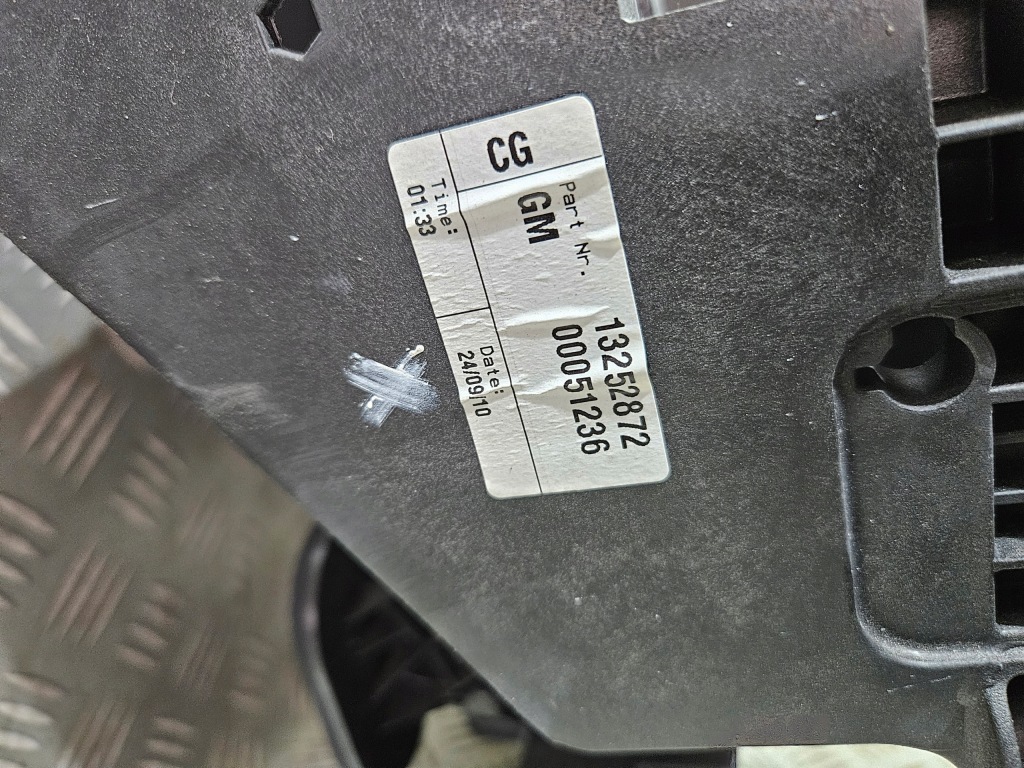 CG
Part Nr.
13252872
GM
00051236
Time:
01:33
Date:
24/09/10